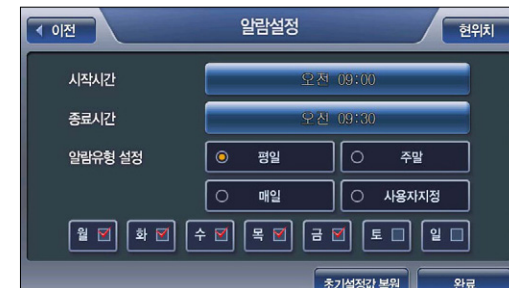 이전 알람설정 현위치
시작시간 오전 09:00
종료시간 오전 09:30
알람유형 설정 평일 주말
매일 사용자지정
월 화 수 목 금 토 일
초기설정값 복원 완료